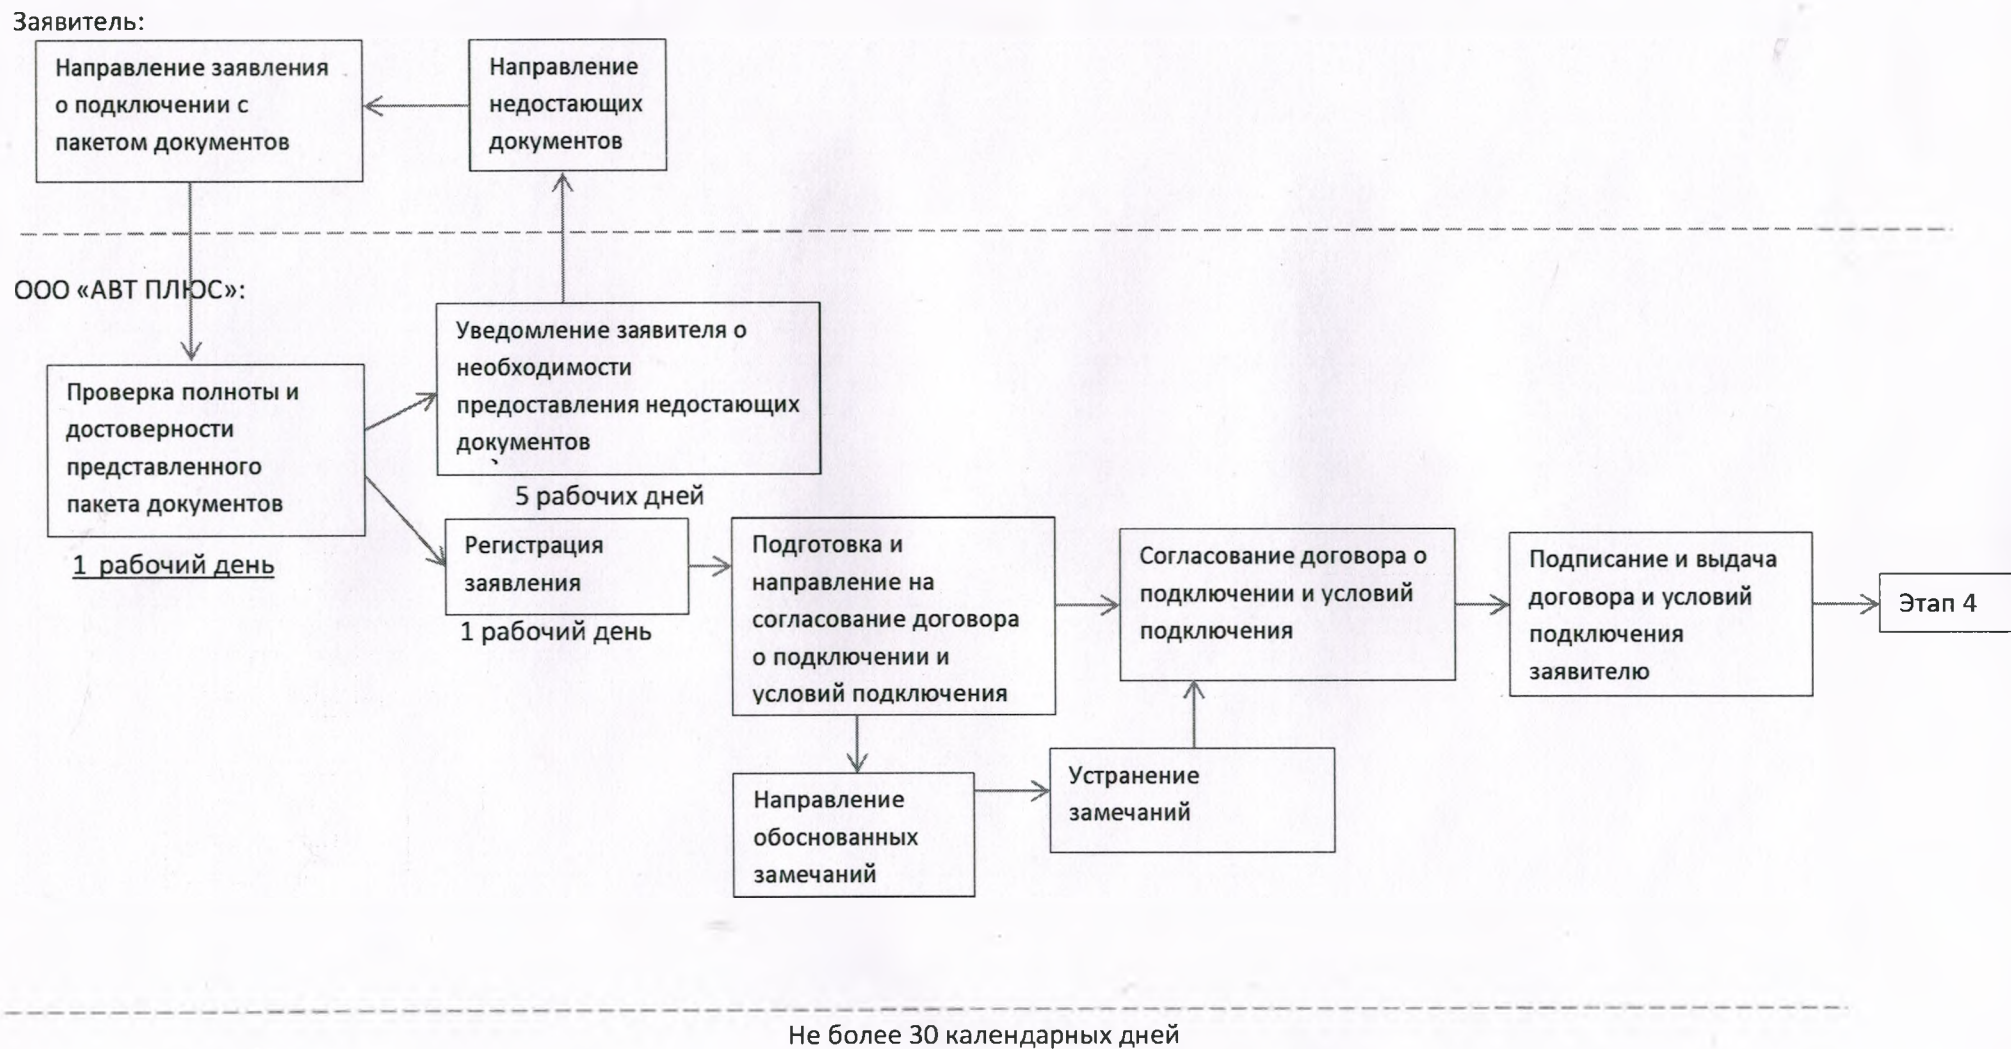 Заявитель:
Направление заявления
о подключении с
пакетом документов
Направление
недостающих
документов
ООО «АВТ ПЛЮС»:
Проверка полноты и
достоверности
представленного
пакета документов
1 рабочий день
Уведомление заявителя о
необходимости
предоставления недостающих
документов
5 рабочих дней
Регистрация
заявления
1 рабочий день
Подготовка и
направление на
согласование договора
о подключении и
условий подключения
Согласование договора о
подключении и условий
подключения
Подписание и выдача
договора и условий
подключения
заявителю
Этап 4
Направление
обоснованных
замечаний
Устранение
замечаний
Не более 30 календарных дней